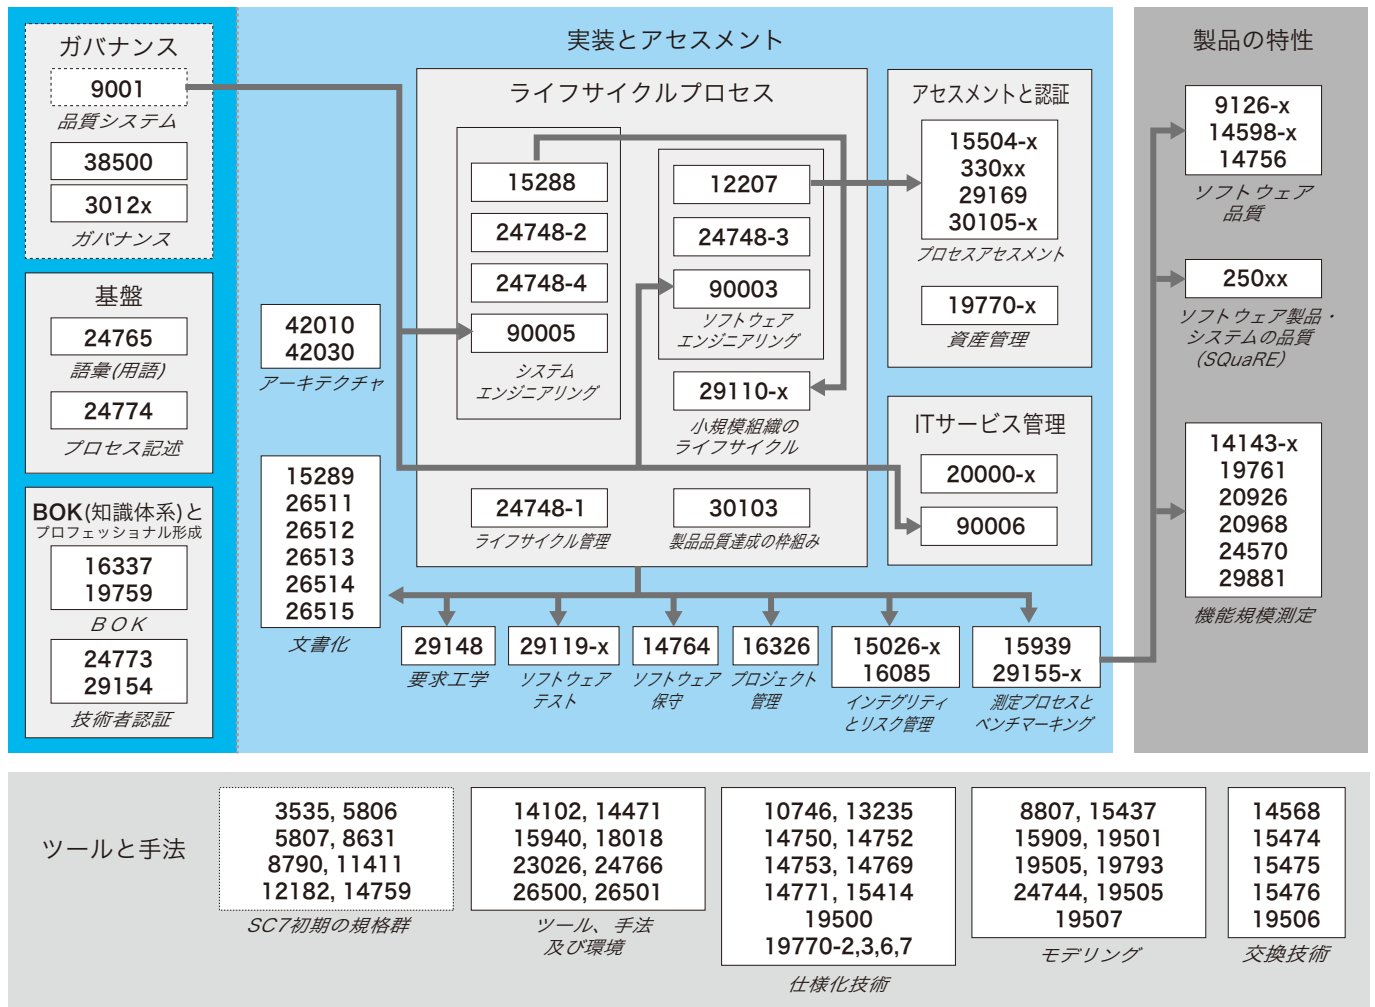 ガバナンス
9001
品質システム
38500
3012x
ガバナンス
基盤
24765
語彙(用語)
24774
プロセス記述
BOK(知識体系)と
プロフェッショナル形成
16337
19759
BOK
24773
29154
技術者認証
実装とアセスメント
42010
42030
アーキテクチャ
15289
26511
26512
26513
26514
26515
文書化
ライフサイクルプロセス
15288
24748-2
24748-4
90005
システム
エンジニアリング
12207
24748-3
90003
ソフトウェア
エンジニアリング
29110-x
小規模組織の
ライフサイクル
24748-1
ライフサイクル管理
30103
製品品質達成の枠組み
アセスメントと認証
15504-x
330xx
29169
30105-x
プロセスアセスメント
19770-x
資産管理
ITサービス管理
20000-x
90006
29148
要求工学
29119-x
ソフトウェア
テスト
14764
ソフトウェア
保守
16326
プロジェクト
管理
15026-x
16085
インテグリティ
とリスク管理
15939
29155-x
測定プロセスと
ベンチマーキング
製品の特性
9126-x
14598-x
14756
ソフトウェア
品質
250xx
ソフトウェア製品・
システムの品質
(SQuaRE)
14143-x
19761
20926
20968
24570
29881
機能規模測定
ツールと手法
3535, 5806
5807, 8631
8790, 11411
12182, 14759
SC7初期の規格群
14102, 14471
15940, 18018
23026, 24766
26500, 26501
ツール、手法
及び環境
10746, 13235
14750, 14752
14753, 14769
14771, 15414
19500
19770-2,3,6,7
仕様化技術
8807, 15437
15909, 19501
19505, 19793
24744, 19505
19507
モデリング
14568
15474
15475
15476
19506
交換技術